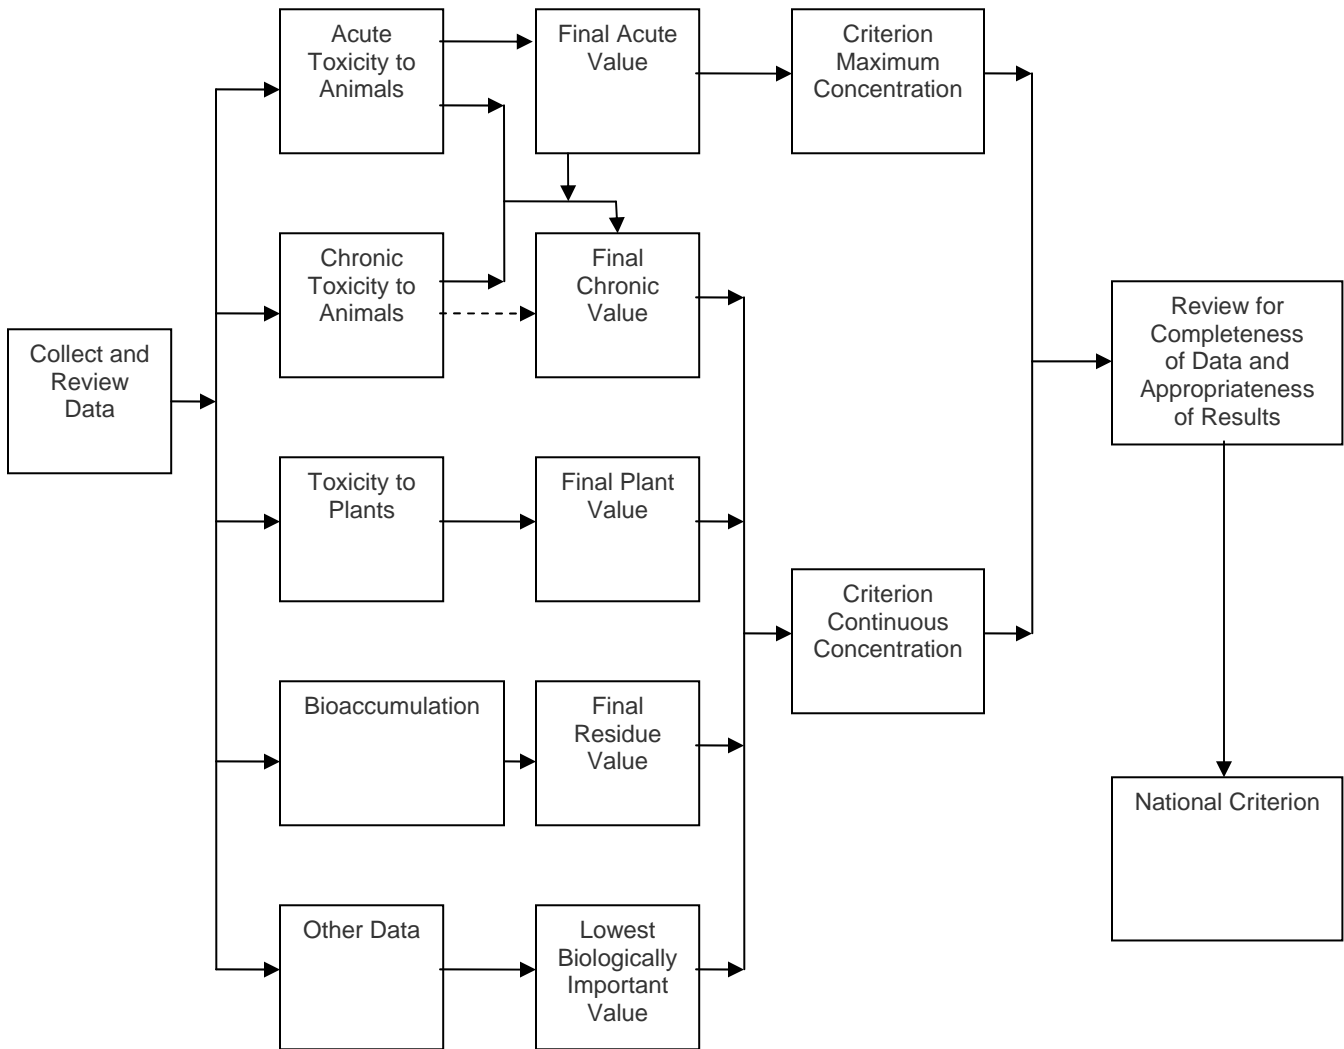 Acute
Toxicity to
Animals
Final Acute
Value
Criterion
Maximum
Concentration
Chronic
Toxicity to
Animals
Final
Chronic
Value
Collect and
Review
Data
Review for
Completeness
of Data and
Appropriateness
of Results
Toxicity to
Plants
Final Plant
Value
Criterion
Continuous
Concentration
Bioaccumulation
Final
Residue
Value
National Criterion
Other Data
Lowest
Biologically
Important
Value